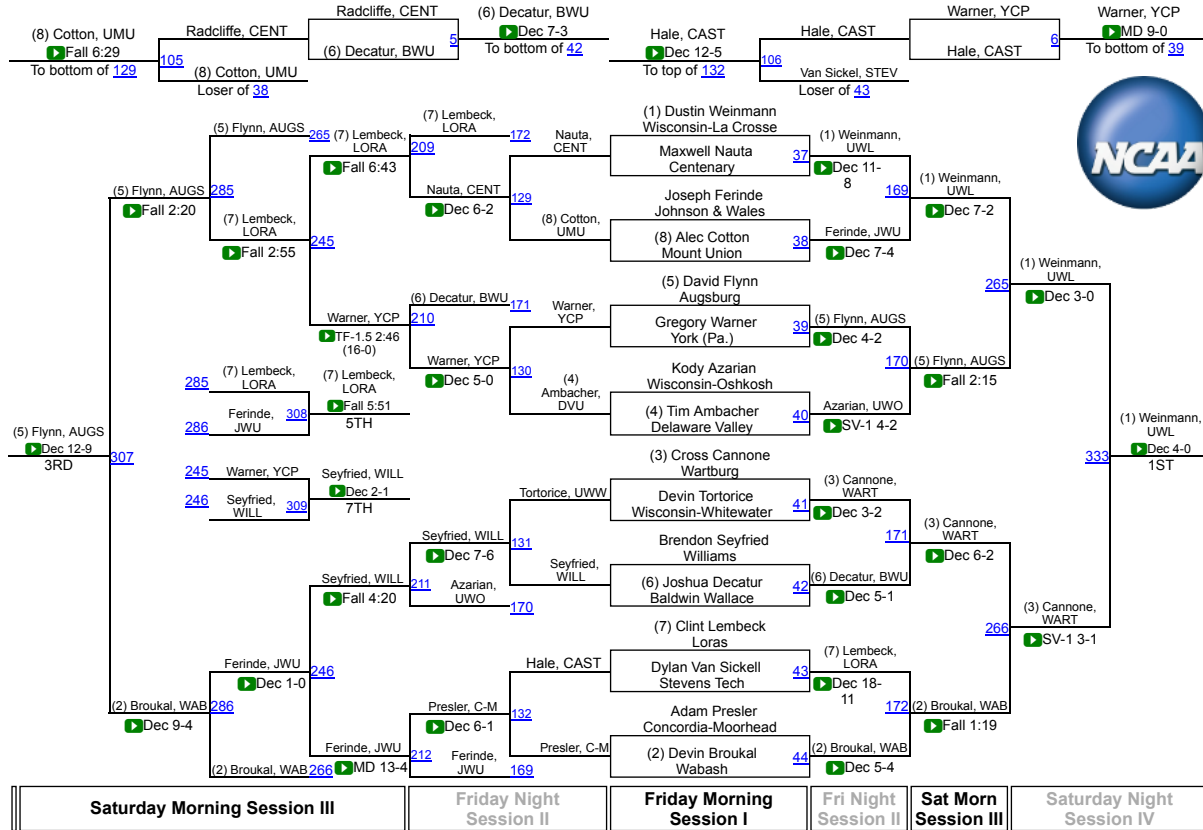 Radcliffe, CENT
(6) Decatur, BWU
Warner, YCP
Warner, YCP
(8) Cotton, UMU
Radcliffe, CENT
5
Dec 7-3
Hale, CAST
Hale, CAST
6
MD 9-0
Fall 6:29
(6) Decatur, BWU
To bottom of 42
Dec 12-5
Hale, CAST
To bottom of 39
To bottom of 129
105
(8) Cotton, UMU
To top of 132
106
Van Sickel, STEV
Loser of 38
Loser of 43
(1) Dustin Weinmann
Wisconsin-La Crosse
Maxwell Nauta
Centenary
37
Joseph Ferinde
Johnson & Wales
(8) Alec Cotton
Mount Union
38
(5) David Flynn
Augsburg
Gregory Warner
York (Pa.)
39
Kody Azarian
Wisconsin-Oshkosh
(4) Tim Ambacher
Delaware Valley
40
(3) Cross Cannone
Wartburg
Devin Tortorice
Wisconsin-Whitewater
41
Brendon Seyfried
Williams
(6) Joshua Decatur
Baldwin Wallace
42
(7) Clint Lembeck
Loras
Dylan Van Sickell
Stevens Tech
43
Adam Presler
Concordia-Moorhead
(2) Devin Broukal
Wabash
44
(1) Weinmann,
UWL
Dec 11-
8
169
Ferinde, JWU
Dec 7-4
(5) Flynn, AUGS
Dec 4-2
170
Azarian, UWO
SV-1 4-2
(3) Cannone,
WART
Dec 3-2
171
(6) Decatur, BWU
Dec 5-1
(7) Lembeck,
LORA
Dec 18-
11
172
(2) Broukal, WAB
Dec 5-4
(1) Weinmann,
UWL
Dec 7-2
265
(5) Flynn, AUGS
Fall 2:15
(3) Cannone,
WART
Dec 6-2
266
(2) Broukal, WAB
Fall 1:19
(1) Weinmann,
UWL
Dec 3-0
333
(3) Cannone,
WART
SV-1 3-1
(1) Weinmann,
UWL
Dec 4-0
1ST
NCAA
Nauta,
CENT
129
(8) Cotton,
UMU
Warner,
YCP
130
(4)
Ambacher,
DVU
Tortorice, UWW
131
Seyfried,
WILL
Hale, CAST
132
Presler, C-M
(7) Lembeck,
LORA
172
209
Nauta, CENT
Dec 6-2
(6) Decatur, BWU
171
210
Warner, YCP
Dec 5-0
Seyfried, WILL
Dec 7-6
211
Azarian,
UWO
170
Presler, C-M
Dec 6-1
212
Ferinde,
JWU
169
(7) Lembeck,
LORA
Fall 6:43
245
Warner, YCP
TF-1.5 2:46
(16-0)
Seyfried, WILL
Fall 4:20
246
Ferinde, JWU
MD 13-4
(5) Flynn, AUGS
265
285
(7) Lembeck,
LORA
Fall 2:55
Ferinde, JWU
Dec 1-0
286
(2) Broukal, WAB
266
(5) Flynn, AUGS
Fall 2:20
307
(2) Broukal, WAB
Dec 9-4
(5) Flynn, AUGS
Dec 12-9
3RD
285
(7) Lembeck,
LORA
308
286
Ferinde,
JWU
(7) Lembeck,
LORA
Fall 5:51
5TH
245
Warner, YCP
309
246
Seyfried,
WILL
Seyfried, WILL
Dec 2-1
7TH
Saturday Morning Session III
Friday Night
Session II
Friday Morning
Session I
Fri Night
Session II
Sat Morn
Session III
Saturday Night
Session IV